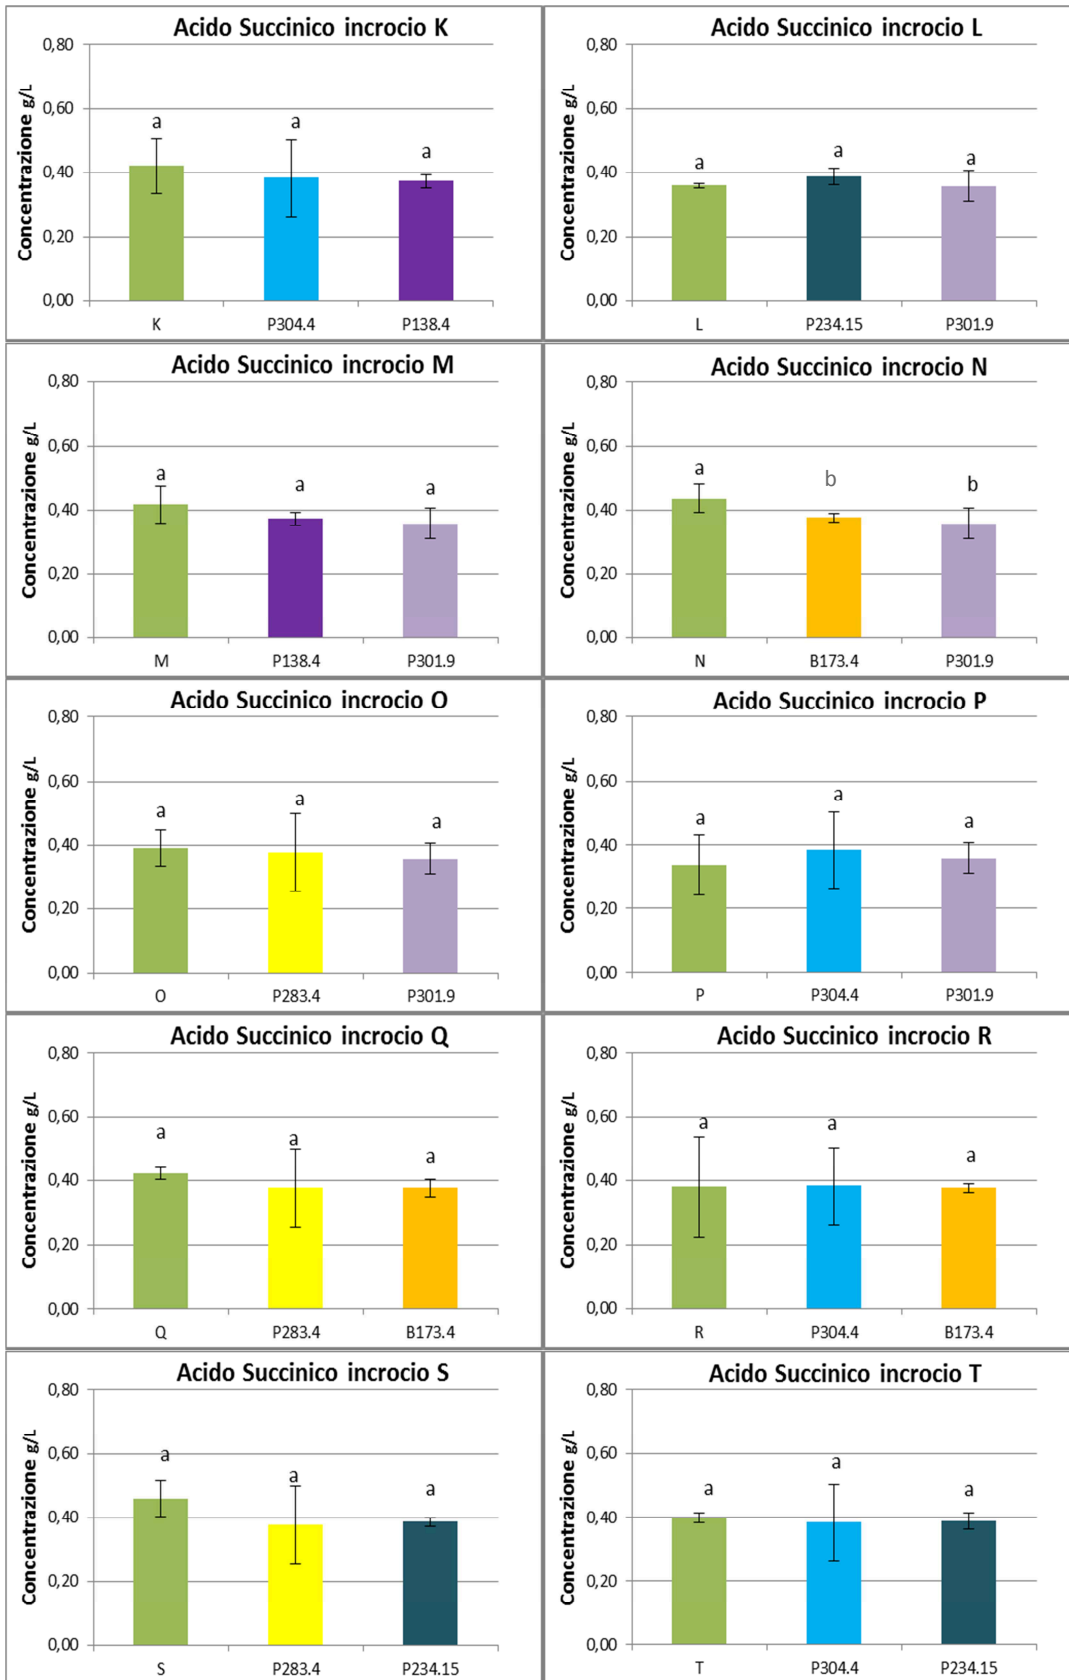 Acido Succinico incrocio K
Concentrazione g/L
0,80
0,60
0,40
0,20
0,00
a
a
a
K
P304.4
P138.4
Acido Succinico incrocio L
Concentrazione g/L
0,80
0,60
0,40
0,20
0,00
a
a
a
L
P234.15
P301.9
Acido Succinico incrocio M
Concentrazione g/L
0,80
0,60
0,40
0,20
0,00
a
a
a
M
P138.4
P301.9
Acido Succinico incrocio N
Concentrazione g/L
0,80
0,60
0,40
0,20
0,00
a
b
b
N
B173.4
P301.9
Acido Succinico incrocio O
Concentrazione g/L
0,80
0,60
0,40
0,20
0,00
a
a
a
O
P283.4
P301.9
Acido Succinico incrocio P
Concentrazione g/L
0,80
0,60
0,40
0,20
0,00
a
a
a
P
P304.4
P301.9
Acido Succinico incrocio Q
Concentrazione g/L
0,80
0,60
0,40
0,20
0,00
a
a
a
Q
P283.4
B173.4
Acido Succinico incrocio R
Concentrazione g/L
0,80
0,60
0,40
0,20
0,00
a
a
a
R
P304.4
B173.4
Acido Succinico incrocio S
Concentrazione g/L
0,80
0,60
0,40
0,20
0,00
a
a
a
S
P283.4
P234.15
Acido Succinico incrocio T
Concentrazione g/L
0,80
0,60
0,40
0,20
0,00
a
a
a
T
P304.4
P234.15